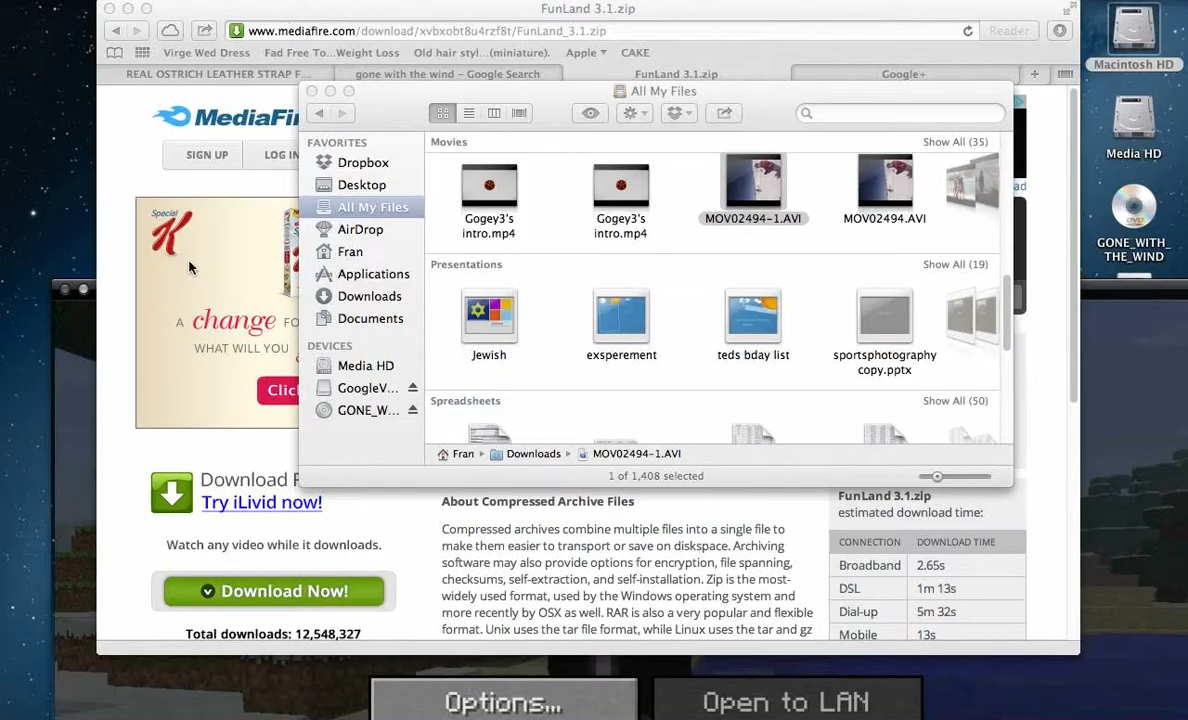 FunLand 3.1.zip
www.mediafire.com/download/xvbxobt8u4rzf8t/FunLand_3.1.zip
Reader
Virge Wed Dress
Fad Free To...Weight Loss
Old hair styl...(miniature).
Apple
CAKE
REAL OSTRICH LEATHER STRAP F...
gone with the wind – Google Search
FunLand 3.1.zip
Google+
Macintosh HD
Media HD
GONE_WITH_
THE_WIND
All My Files
MediaFi
SIGN UP
LOG IN
FAVORITES
Dropbox
Desktop
All My Files
AirDrop
Fran
Applications
Downloads
Documents
DEVICES
Media HD
GoogleV...
GONE_W...
Movies
Show All (35)
Gogey3's
intro.mp4
Gogey3's
intro.mp4
MOV02494-1.AVI
MOV02494.AVI
Presentations
Show All (19)
Jewish
exsperement
teds bday list
sportsphotography
copy.pptx
Spreadsheets
Show All (50)
Fran
Downloads
MOV02494-1.AVI
1 of 1,408 selected
Special
K
A change FO
WHAT WILL YOU
Clic
Download
Try iLivid now!
Watch any video while it downloads.
Download Now!
Total downloads: 12,548,327
About Compressed Archive Files
Compressed archives combine multiple files into a single file to
make them easier to transport or save on diskspace. Archiving
software may also provide options for encryption, file spanning,
checksums, self-extraction, and self-installation. Zip is the most-
widely used format, used by the Windows operating system and
more recently by OSX as well. RAR is also a very popular and flexible
format. Unix uses the tar file format, while Linux uses the tar and gz
FunLand 3.1.zip
estimated download time:
CONNECTION DOWNLOAD TIME
Broadband 2.65s
DSL 1m 13s
Dial-up 5m 32s
Mobile 13s
Options...
Open to LAN